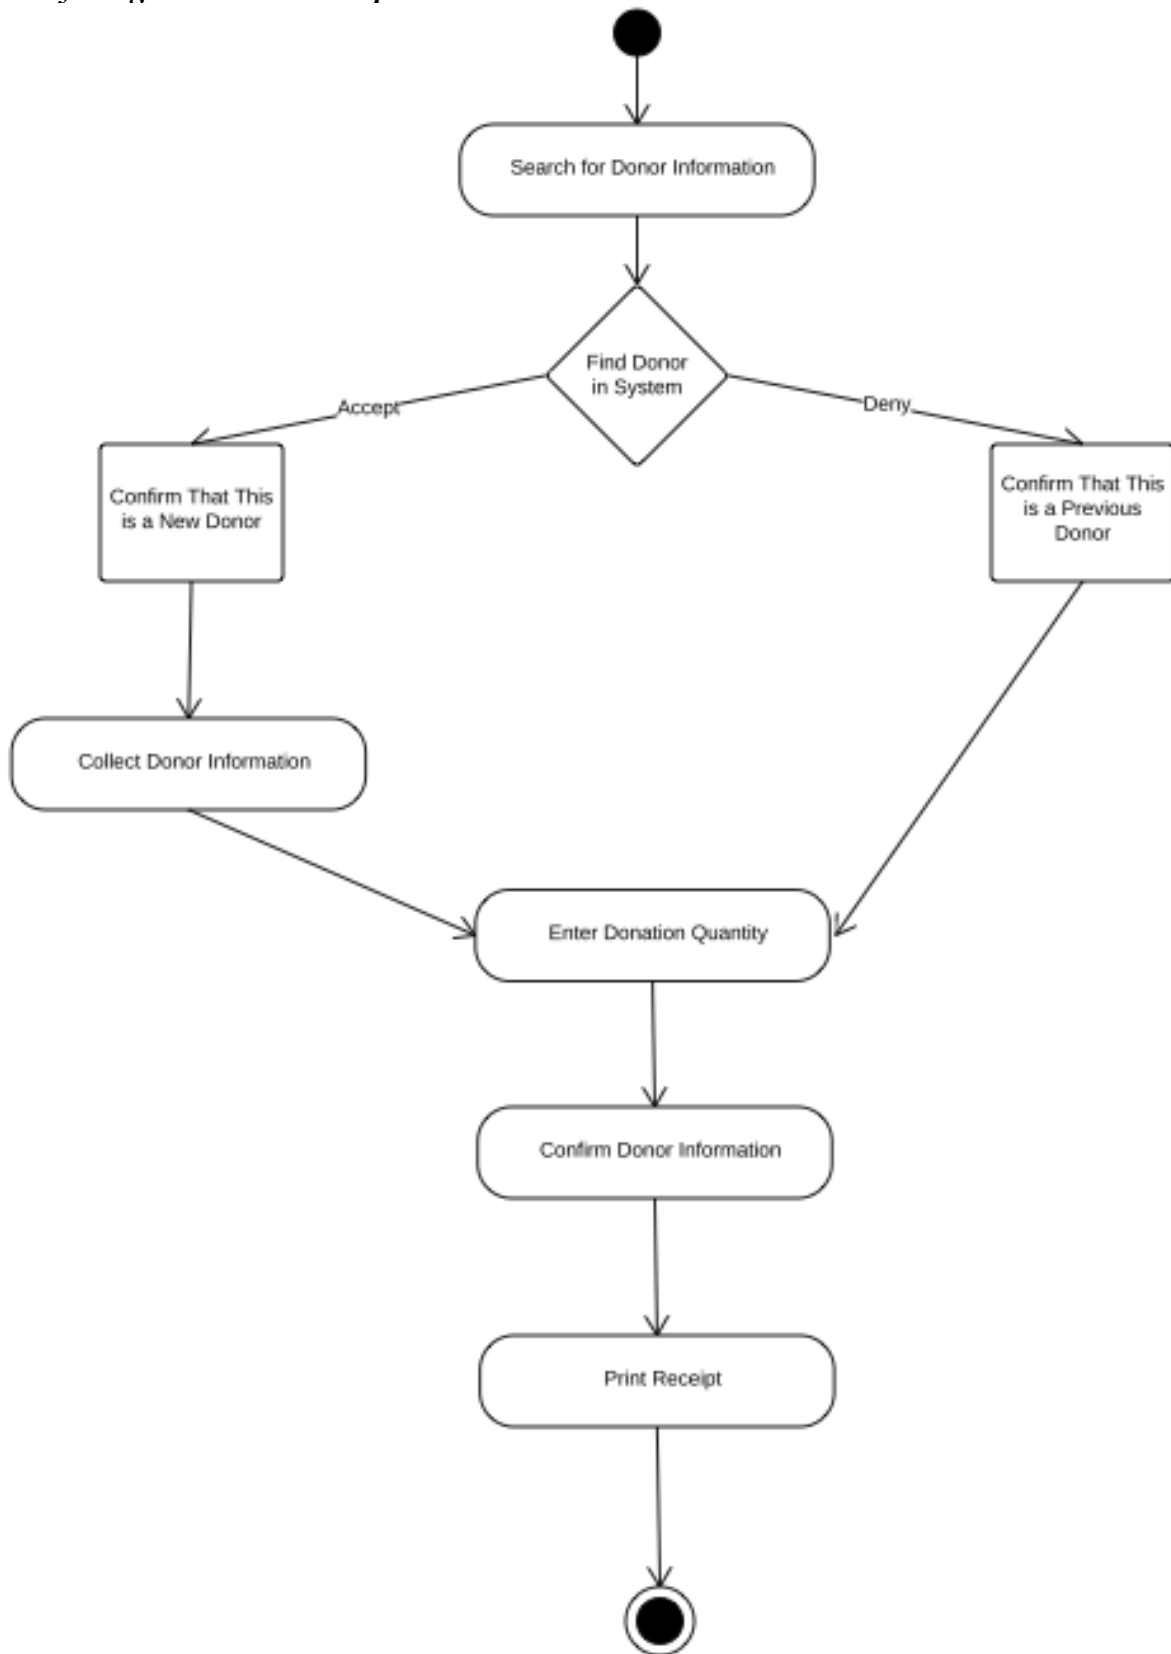 Search for Donor Information
Find Donor
in System
Accept
Deny
Confirm That This
is a New Donor
Confirm That This
is a Previous
Donor
Collect Donor Information
Enter Donation Quantity
Confirm Donor Information
Print Receipt